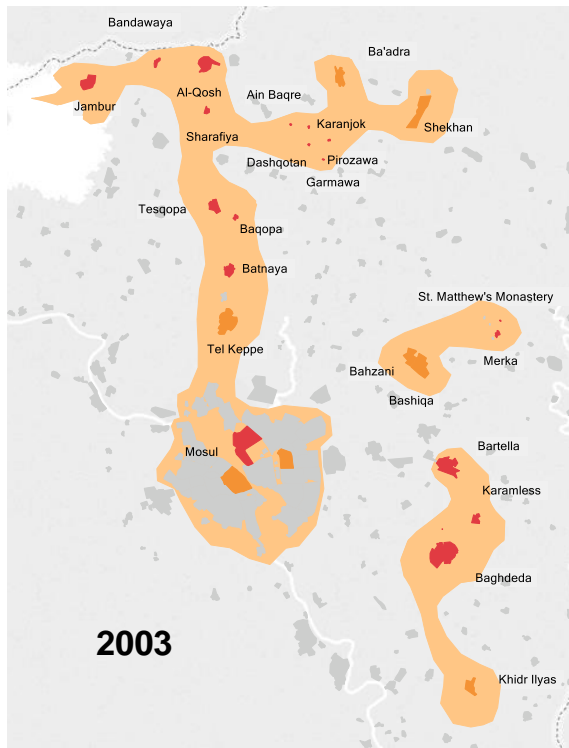 Bandawaya
Ba'adra
Al-Qosh
Ain Baqre
Jambur
Karanjok
Shekhan
Sharafiya
Dashqotan
Pirozawa
Garmawa
Tesqopa
Baqopa
Batnaya
St. Matthew's Monastery
Tel Keppe
Merka
Bahzani
Bashiqa
Mosul
Bartella
Karamless
Baghdeda
2003
Khidr Ilyas